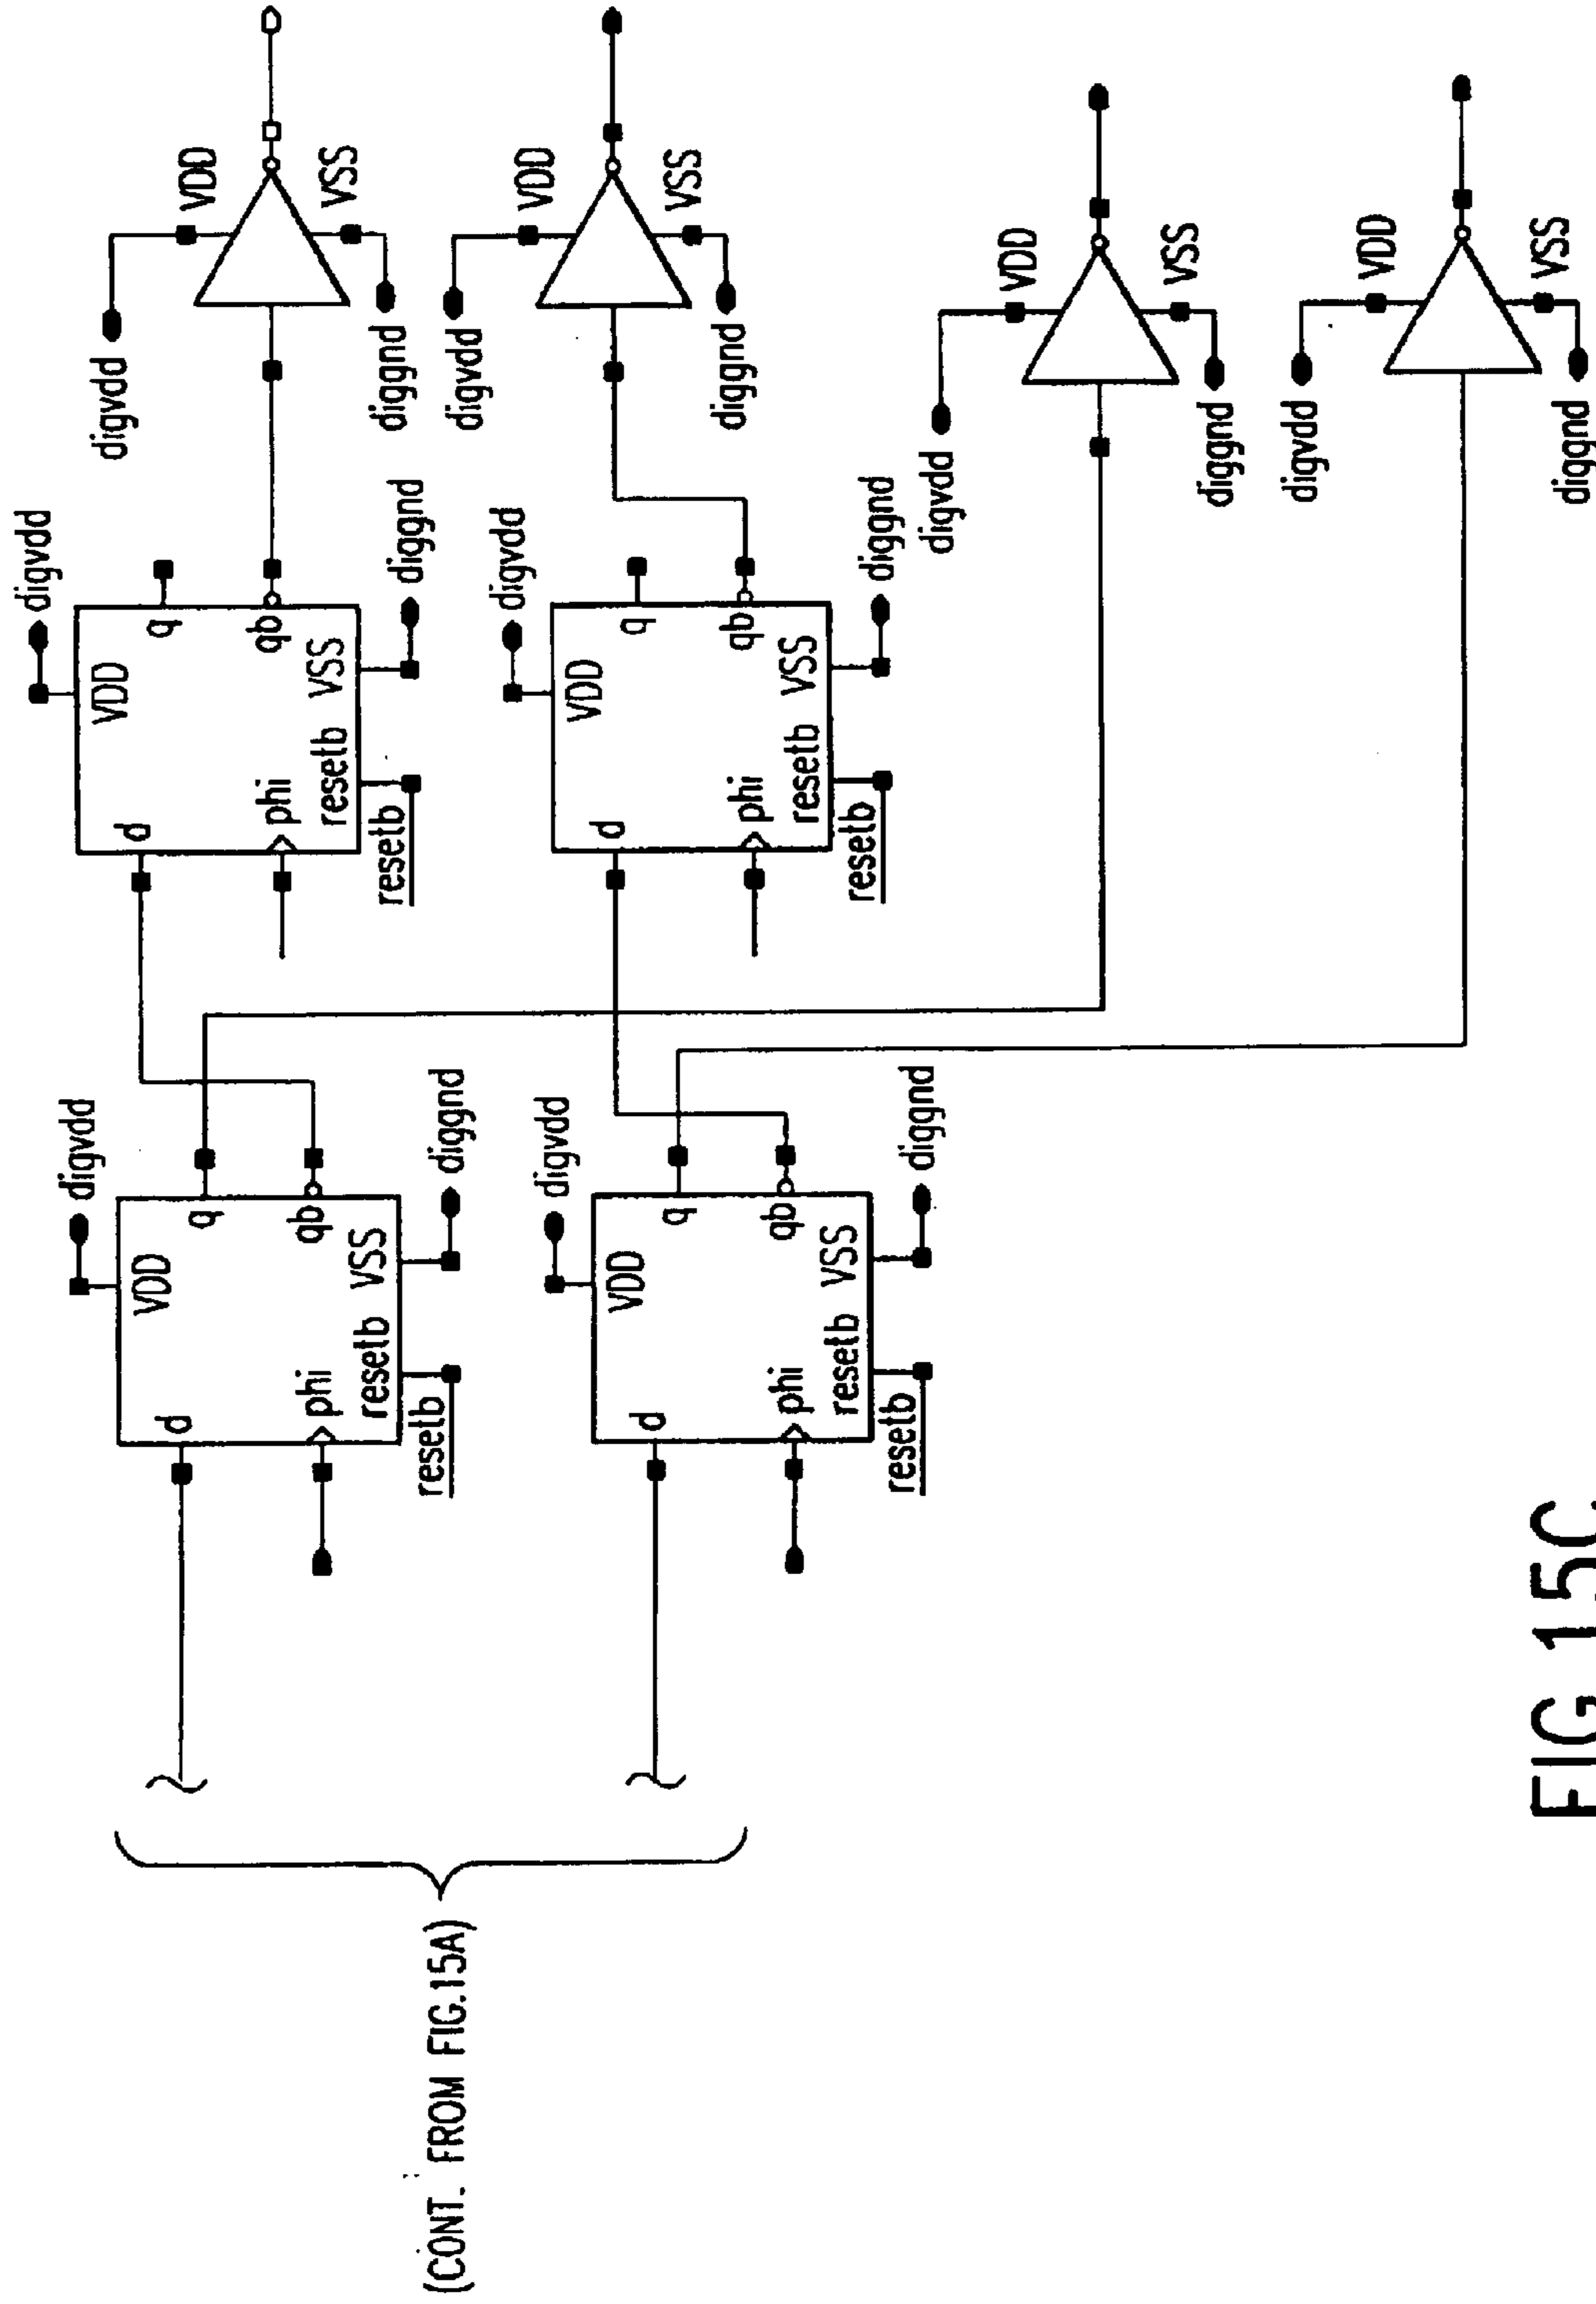 (CONT. FROM FIG.15A)
digvdd
VDD
d
q
phi
qb
resetb
VSS
resetb
diggnd
digvdd
VDD
d
q
phi
qb
resetb
VSS
resetb
diggnd
digvdd
VDD
d
q
phi
qb
resetb
VSS
resetb
diggnd
digvdd
VDD
d
q
phi
qb
resetb
VSS
resetb
diggnd
digvdd
VDD
VSS
diggnd
digvdd
VDD
VSS
diggnd
digvdd
VDD
VSS
diggnd
digvdd
VDD
VSS
diggnd
FIG 15C